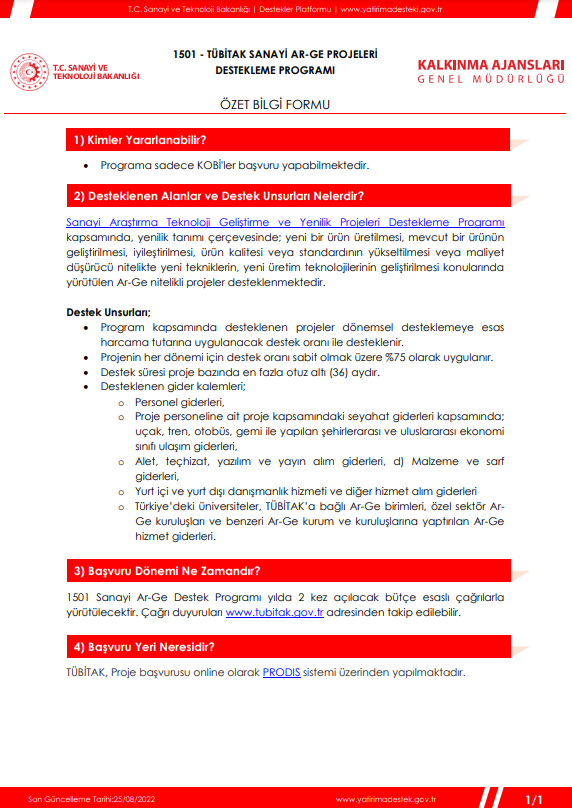 T.C. Sanayi ve Teknoloji Bakanlığı | Destekler Platformu | www.yatirimadestek.gov.tr
T.C. SANAYİ VE
TEKNOLOJİ BAKANLIĞI
1501 - TÜBİTAK SANAYİ AR-GE PROJELERİ
DESTEKLEME PROGRAMI
KALKINMA AJANSLARI
GENEL MÜDÜRLÜĞÜ
ÖZET BİLGİ FORMU
1) Kimler Yararlanabilir?
• Programa sadece KOBİ'ler başvuru yapabilmektedir.
2) Desteklenen Alanlar ve Destek Unsurları Nelerdir?
Sanayi Araştırma Teknoloji Geliştirme ve Yenilik Projeleri Destekleme Programı
kapsamında, yenilik tanımı çerçevesinde; yeni bir ürün üretilmesi, mevcut bir ürünün
geliştirilmesi, iyileştirilmesi, ürün kalitesi veya standardının yükseltilmesi veya maliyet
düşürücü nitelikte yeni tekniklerin, yeni üretim teknolojilerinin geliştirilmesi konularında
yürütülen Ar-Ge nitelikli projeler desteklenmektedir.
Destek Unsurları;
• Program kapsamında desteklenen projeler dönemsel desteklemeye esas
harcama tutarına uygulanacak destek oranı ile desteklenir.
• Projenin her dönemi için destek oranı sabit olmak üzere %75 olarak uygulanır.
• Destek süresi proje bazında en fazla otuz altı (36) aydır.
• Desteklenen gider kalemleri;
o Personel giderleri,
o Proje personeline ait proje kapsamındaki seyahat giderleri kapsamında;
uçak, tren, otobüs, gemi ile yapılan şehirlerarası ve uluslararası ekonomi
sınıfı ulaşım giderleri,
o Alet, teçhizat, yazılım ve yayın alım giderleri, d) Malzeme ve sarf
giderleri,
o Yurt içi ve yurt dışı danışmanlık hizmeti ve diğer hizmet alım giderleri
o Türkiye'deki üniversiteler, TÜBİTAK'a bağlı Ar-Ge birimleri, özel sektör Ar-
Ge kuruluşları ve benzeri Ar-Ge kurum ve kuruluşlarına yaptırılan Ar-Ge
hizmet giderleri.
3) Başvuru Dönemi Ne Zamandır?
1501 Sanayi Ar-Ge Destek Programı yılda 2 kez açılacak bütçe esaslı çağrılarla
yürütülecektir. Çağrı duyuruları www.tubitak.gov.tr adresinden takip edilebilir.
4) Başvuru Yeri Neresidir?
TÜBİTAK, Proje başvurusu online olarak PRODIS sistemi üzerinden yapılmaktadır.
Son Güncelleme Tarihi:25/08/2022
www.yatirimadestek.gov.tr
1/1